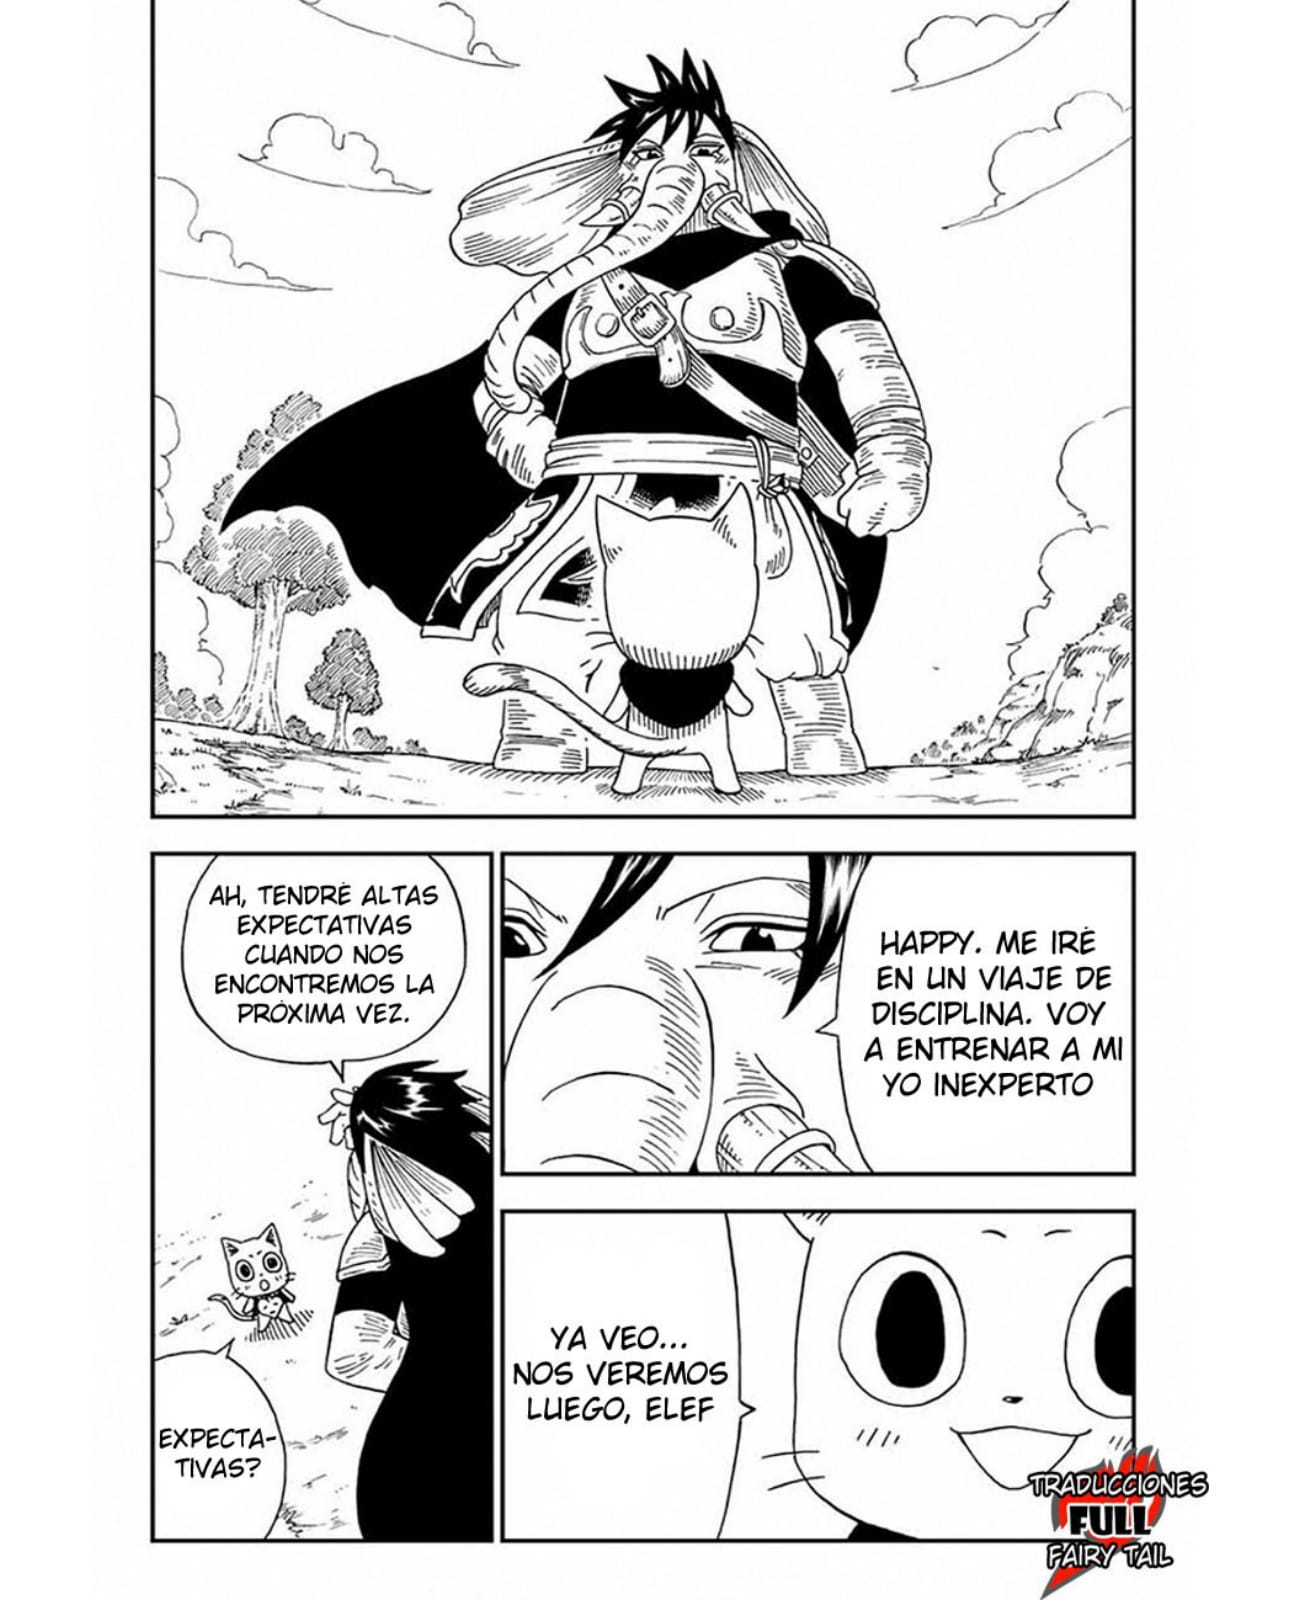 HAPPY. ME IRÉ
EN UN VIAJE DE
DISCIPLINA. VOY
A ENTRENAR A MI
YO INEXPERTO
YA VEO...
NOS VEREMOS
LUEGO, ELEF
AH, TENDRÉ ALTAS
EXPECTATIVAS
CUANDO NOS
ENCONTREMOS LA
PRÓXIMA VEZ.
EXPECTA-
TIVAS?
TRADUCCIONES
FULL
FAIRY TAIL